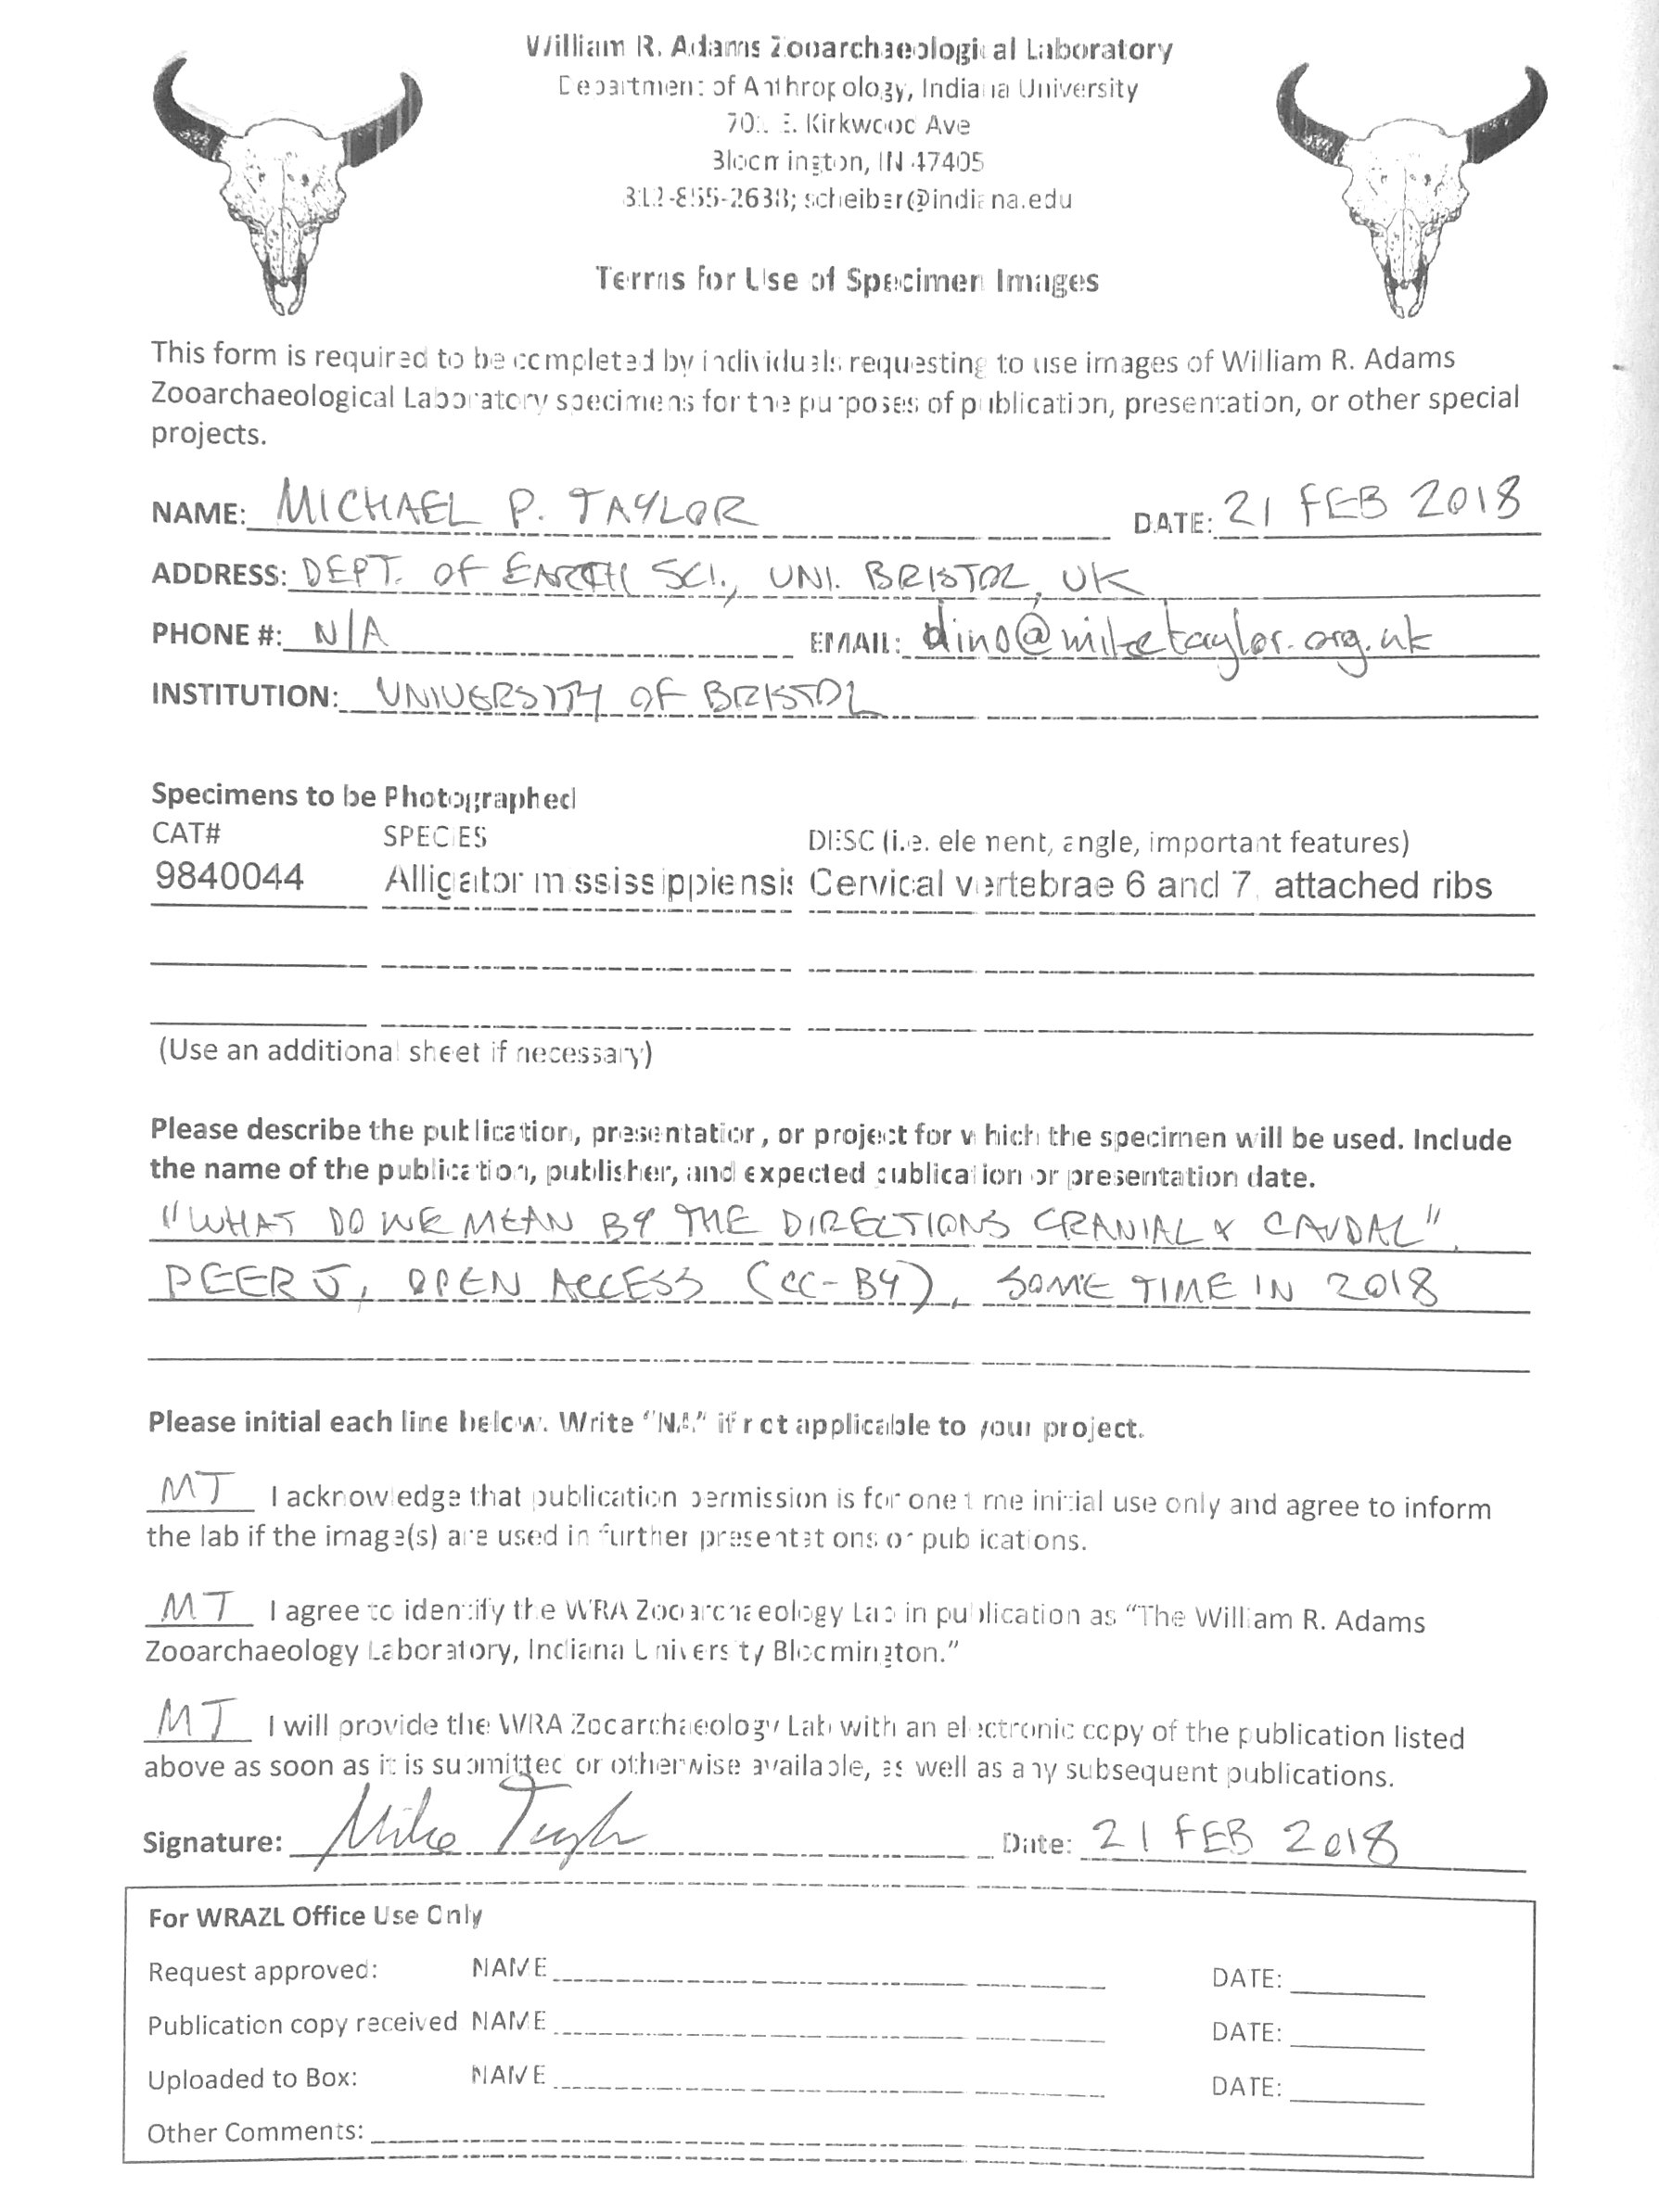 William R. Adams Zooarchaeological Laboratory
Department of Anthropology, Indiana University
701 E. Kirkwood Ave
Bloomington, IN 47405
812-855-2638; scheiber@indiana.edu
Terms for Use of Specimen Images
This form is required to be completed by individuals requesting to use images of William R. Adams
Zooarchaeological Laboratory specimens for the purposes of publication, presentation, or other special
projects.
NAME: MICHAEL P. TAYLOR DATE: 21 FEB 2018
ADDRESS: DEPT. OF EARTH SCI., UNI. BRISTOL, UK
PHONE #: N/A EMAIL: dino@miketaylor.org.uk
INSTITUTION: UNIVERSITY OF BRISTOL
Specimens to be Photographed
CAT# SPECIES DESC (i.e. element, angle, important features)
9840044 Alligator mississippiensis Cervical vertebrae 6 and 7, attached ribs
(Use an additional sheet if necessary)
Please describe the publication, presentation, or project for which the specimen will be used. Include
the name of the publication, publisher, and expected publication or presentation date.
"WHAT DO WE MEAN BY THE DIRECTIONS CRANIAL & CAUDAL".
PEERJ, OPEN ACCESS (CC-BY), SOME TIME IN 2018
Please initial each line below. Write "NA" if not applicable to your project.
MT I acknowledge that publication permission is for one time initial use only and agree to inform
the lab if the image(s) are used in further presentations or publications.
MT I agree to identify the WRA Zooarchaeology Lab in publication as "The William R. Adams
Zooarchaeology Laboratory, Indiana University Bloomington."
MT I will provide the WRA Zooarchaeology Lab with an electronic copy of the publication listed
above as soon as it is submitted or otherwise available, as well as any subsequent publications.
Signature: Mike Taylor Date: 21 FEB 2018
For WRAZL Office Use Only
Request approved: NAME DATE:
Publication copy received NAME DATE:
Uploaded to Box: NAME DATE:
Other Comments: